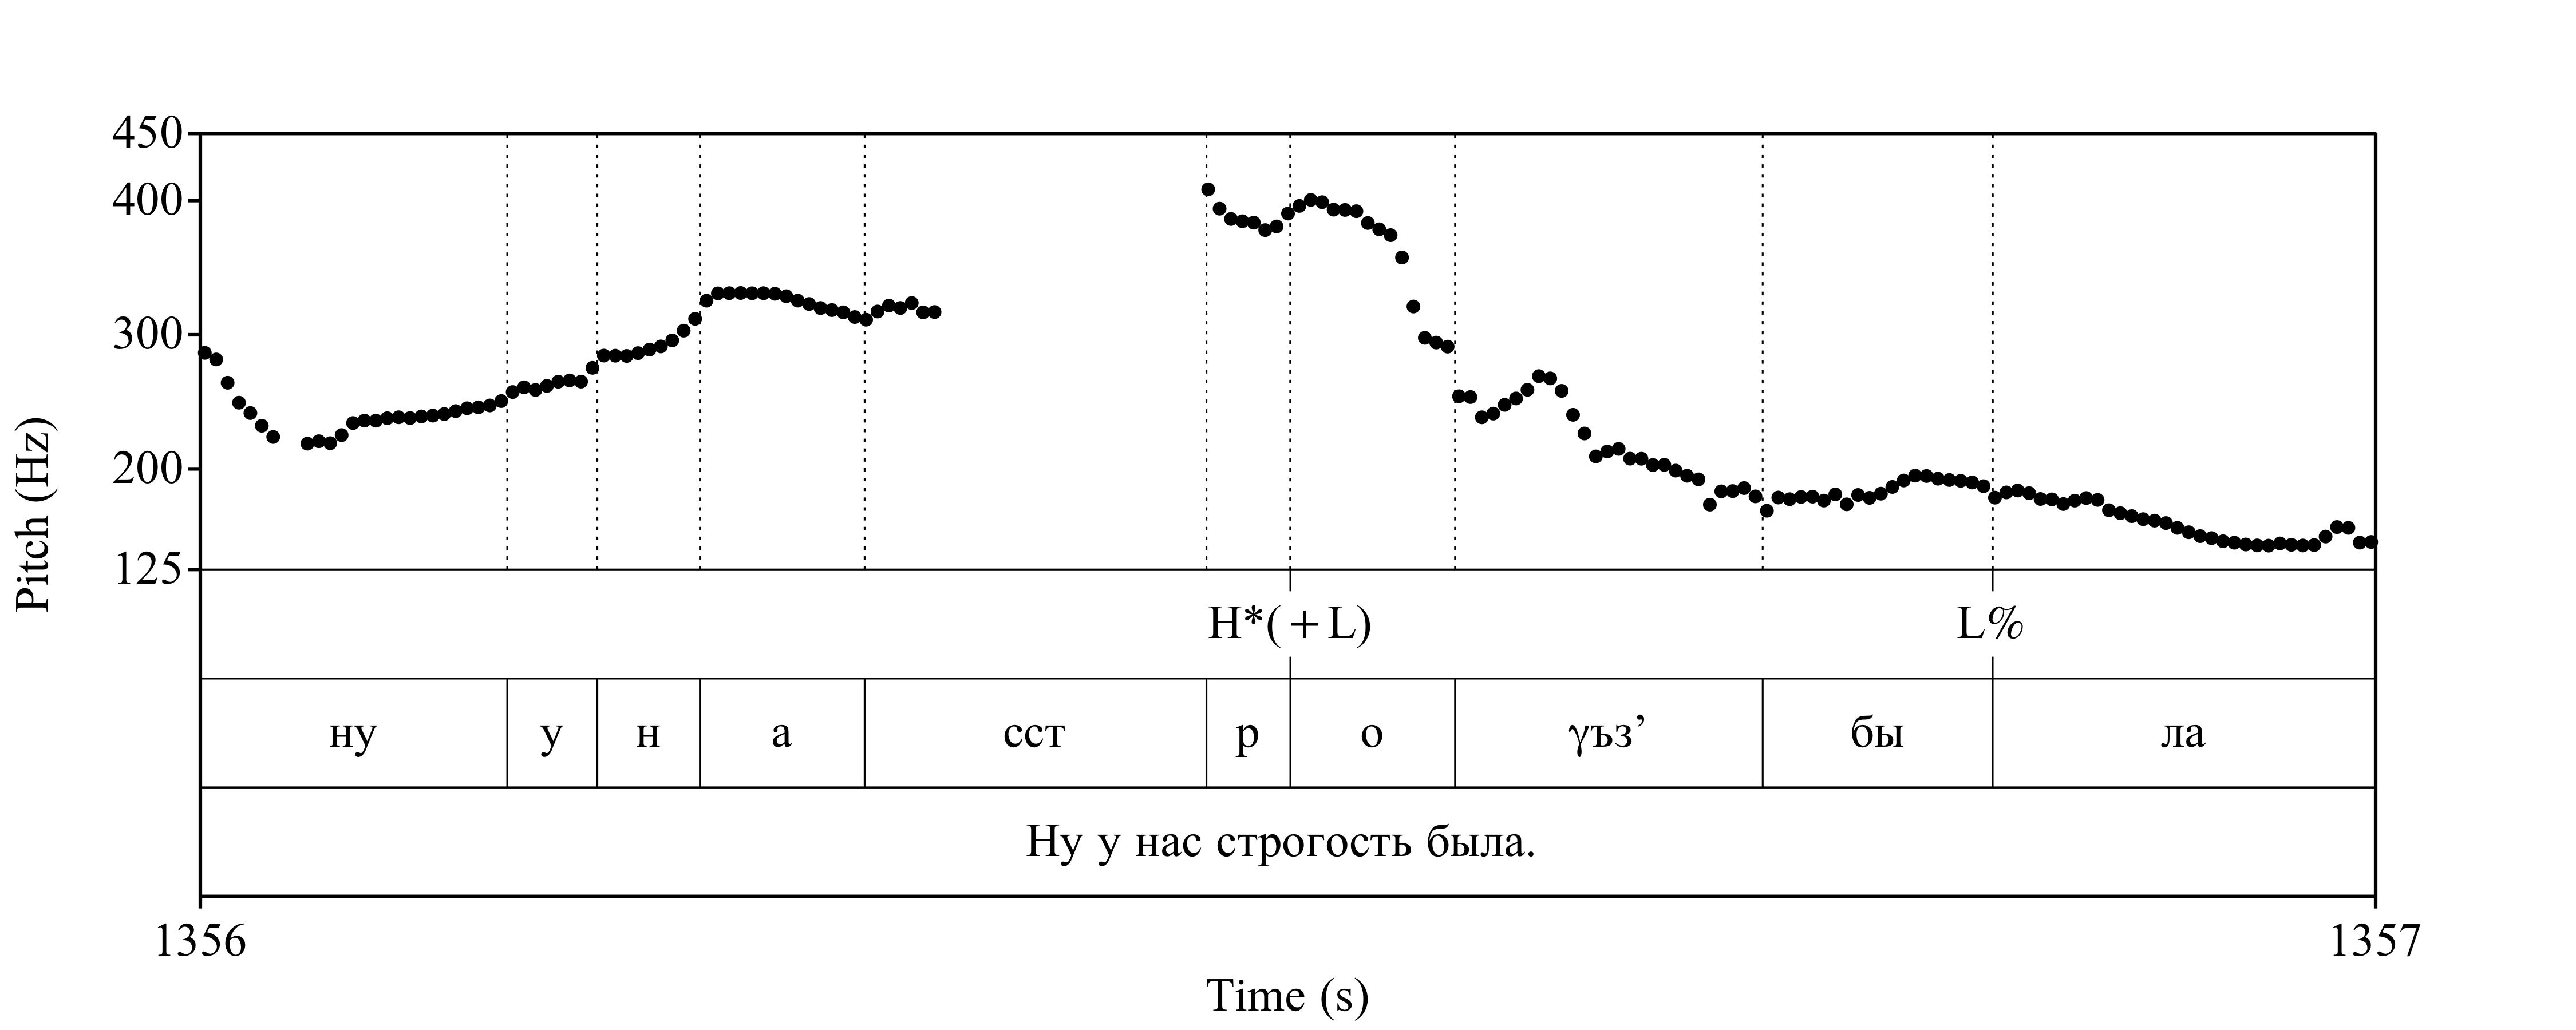 450
400
300
200
125
Pitch (Hz)
H*(+L) L%
ну у н а сст р о γъз’ бы ла
Ну у нас строгость была.
1356 1357
Time (s)